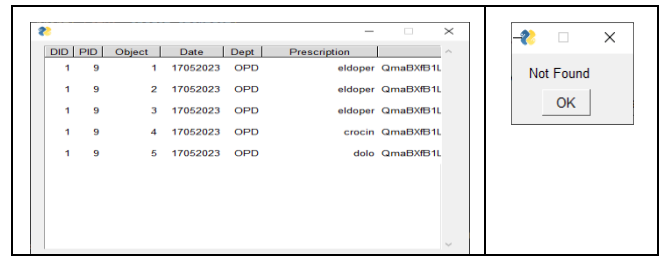 DID PID Object Date Dept Prescription
1 9 1 17052023 OPD eldoper QmaBXfB1L
1 9 2 17052023 OPD eldoper QmaBXfB1L
1 9 3 17052023 OPD eldoper QmaBXfB1L
1 9 4 17052023 OPD crocin QmaBXfB1L
1 9 5 17052023 OPD dolo QmaBXfB1L
Not Found
OK